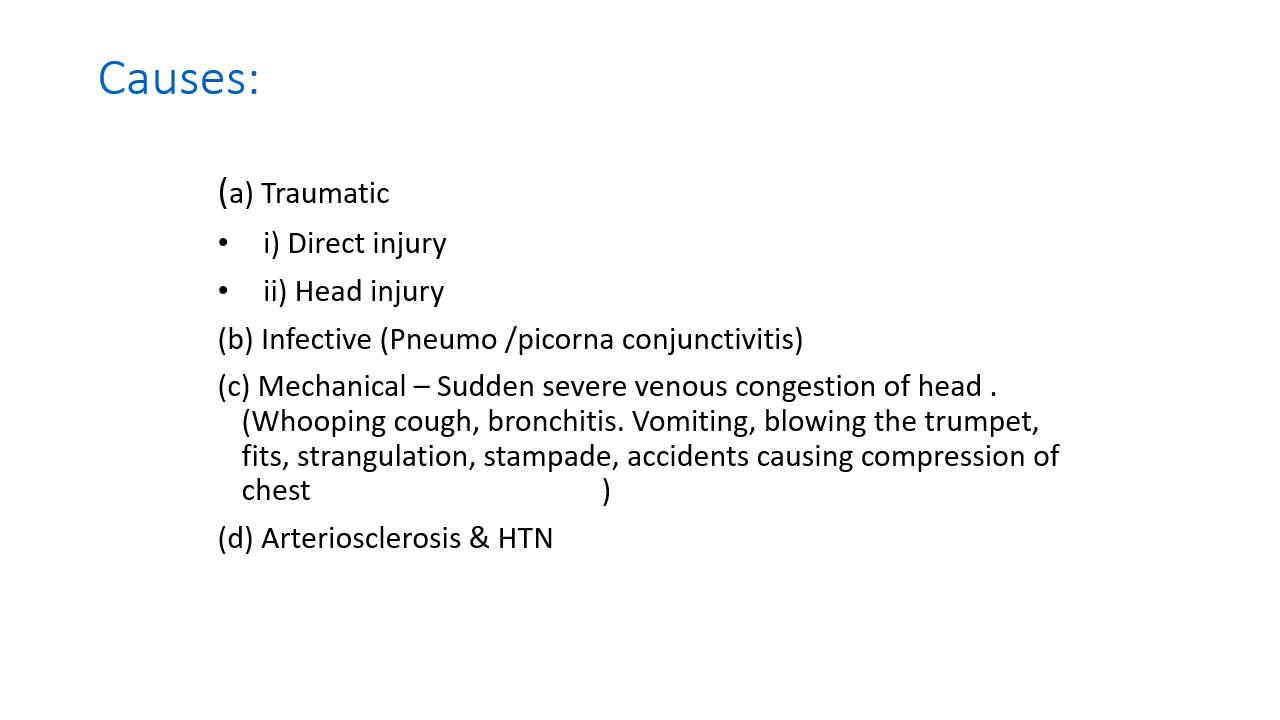 Causes:
(a) Traumatic
• i) Direct injury
• ii) Head injury
(b) Infective (Pneumo /picorna conjunctivitis)
(c) Mechanical – Sudden severe venous congestion of head .
(Whooping cough, bronchitis. Vomiting, blowing the trumpet,
fits, strangulation, stampade, accidents causing compression of
chest )
(d) Arteriosclerosis & HTN